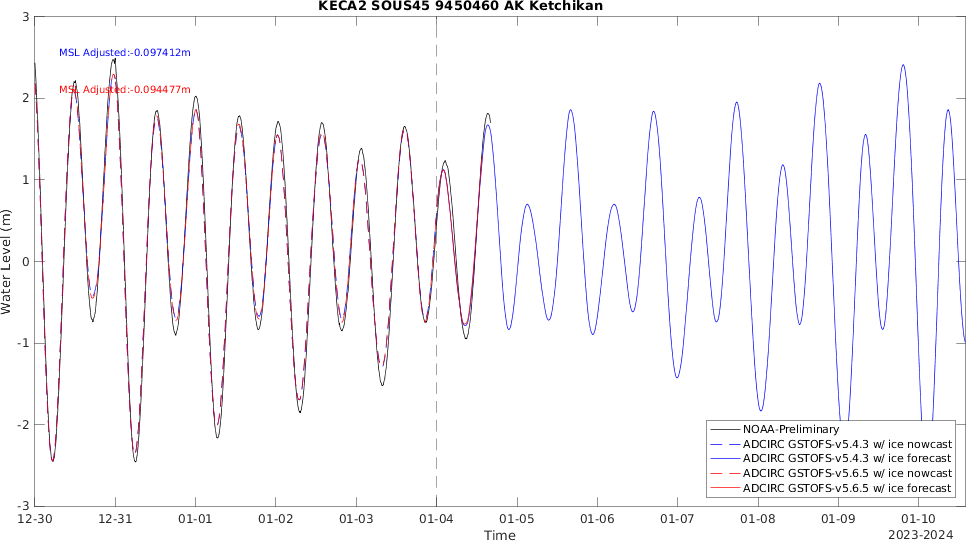 KECA2 SOUS45 9450460 AK Ketchikan
3
MSL Adjusted:-0.097412m
MSL Adjusted:-0.094477m
2
1
0
-1
-2
-3
Water Level (m)
NOAA-Preliminary
ADCIRC GSTOFS-v5.4.3 w/ ice nowcast
ADCIRC GSTOFS-v5.4.3 w/ ice forecast
ADCIRC GSTOFS-v5.6.5 w/ ice nowcast
ADCIRC GSTOFS-v5.6.5 w/ ice forecast
12-30 12-31 01-01 01-02 01-03 01-04 01-05 01-06 01-07 01-08 01-09 01-10
Time
2023-2024